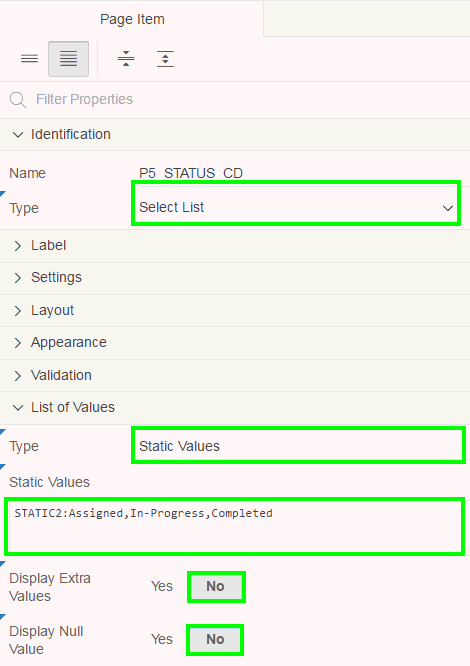 Page Item
Filter Properties
Identification
Name P5_STATUS_CD
Type Select List
Label
Settings
Layout
Appearance
Validation
List of Values
Type Static Values
Static Values
STATIC2:Assigned,In-Progress,Completed
Display Extra Values Yes No
Display Null Value Yes No